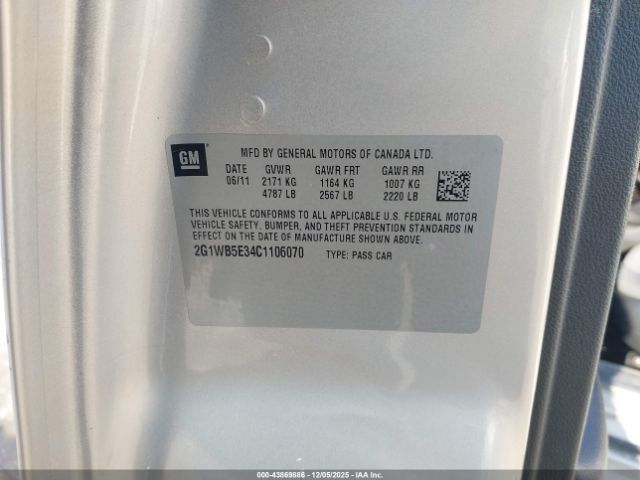 GM
MFD BY GENERAL MOTORS OF CANADA LTD.
DATE GVWR GAWR FRT GAWR RR
06/11 2171 KG 1164 KG 1007 KG
4787 LB 2567 LB 2220 LB
THIS VEHICLE CONFORMS TO ALL APPLICABLE U.S. FEDERAL MOTOR
VEHICLE SAFETY, BUMPER, AND THEFT PREVENTION STANDARDS IN
EFFECT ON THE DATE OF MANUFACTURE SHOWN ABOVE.
2G1WB5E34C1106070 TYPE: PASS CAR
000-43869886 - 12/05/2025 - IAAI.COM